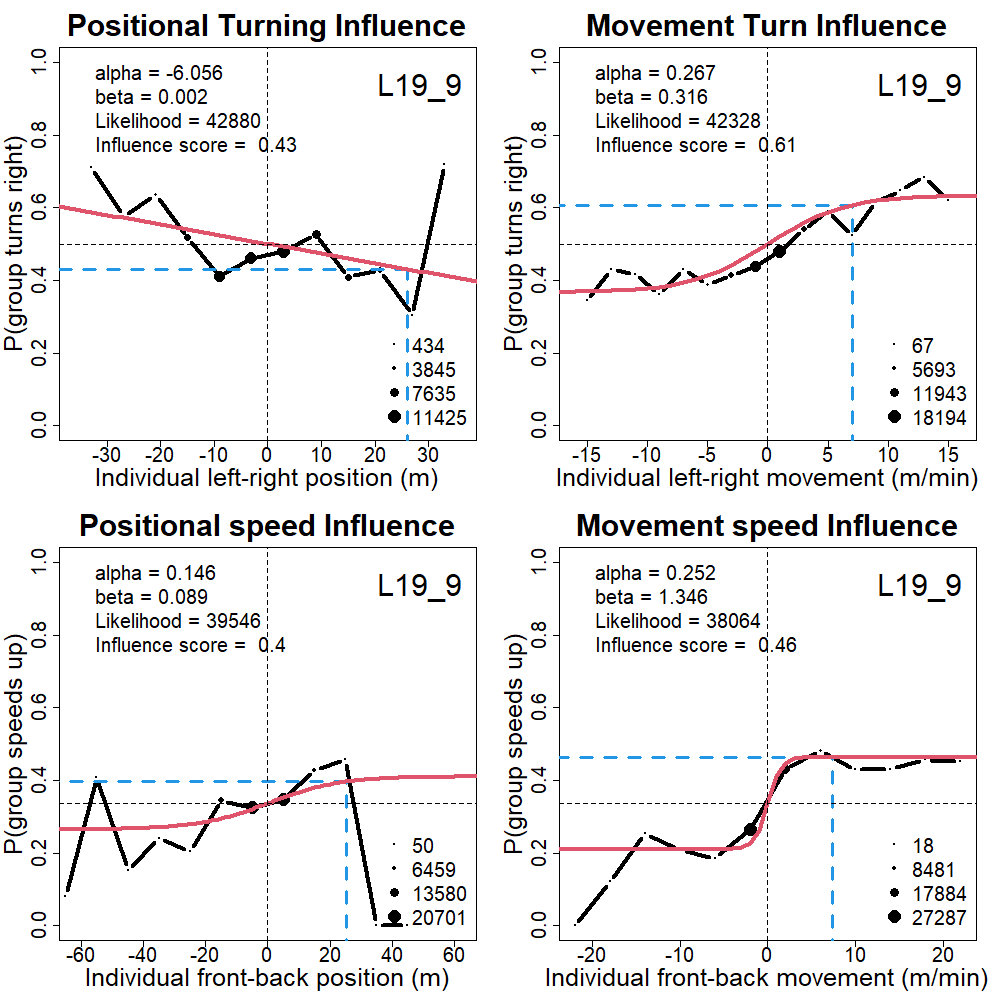 Positional Turning Influence
alpha = -6.056
beta = 0.002
Likelihood = 42880
Influence score =  0.43
L19_9
P(group turns right)
1.0
0.8
0.6
0.4
0.2
0.0
434
3845
7635
11425
-30 -20 -10 0 10 20 30
Individual left-right position (m)
Movement Turn Influence
alpha = 0.267
beta = 0.316
Likelihood = 42328
Influence score =  0.61
L19_9
P(group turns right)
1.0
0.8
0.6
0.4
0.2
0.0
67
5693
11943
18194
-15 -10 -5 0 5 10 15
Individual left-right movement (m/min)
Positional speed Influence
alpha = 0.146
beta = 0.089
Likelihood = 39546
Influence score =  0.4
L19_9
P(group speeds up)
1.0
0.8
0.6
0.4
0.2
0.0
50
6459
13580
20701
-60 -40 -20 0 20 40 60
Individual front-back position (m)
Movement speed Influence
alpha = 0.252
beta = 1.346
Likelihood = 38064
Influence score =  0.46
L19_9
P(group speeds up)
1.0
0.8
0.6
0.4
0.2
0.0
18
8481
17884
27287
-20 -10 0 10 20
Individual front-back movement (m/min)